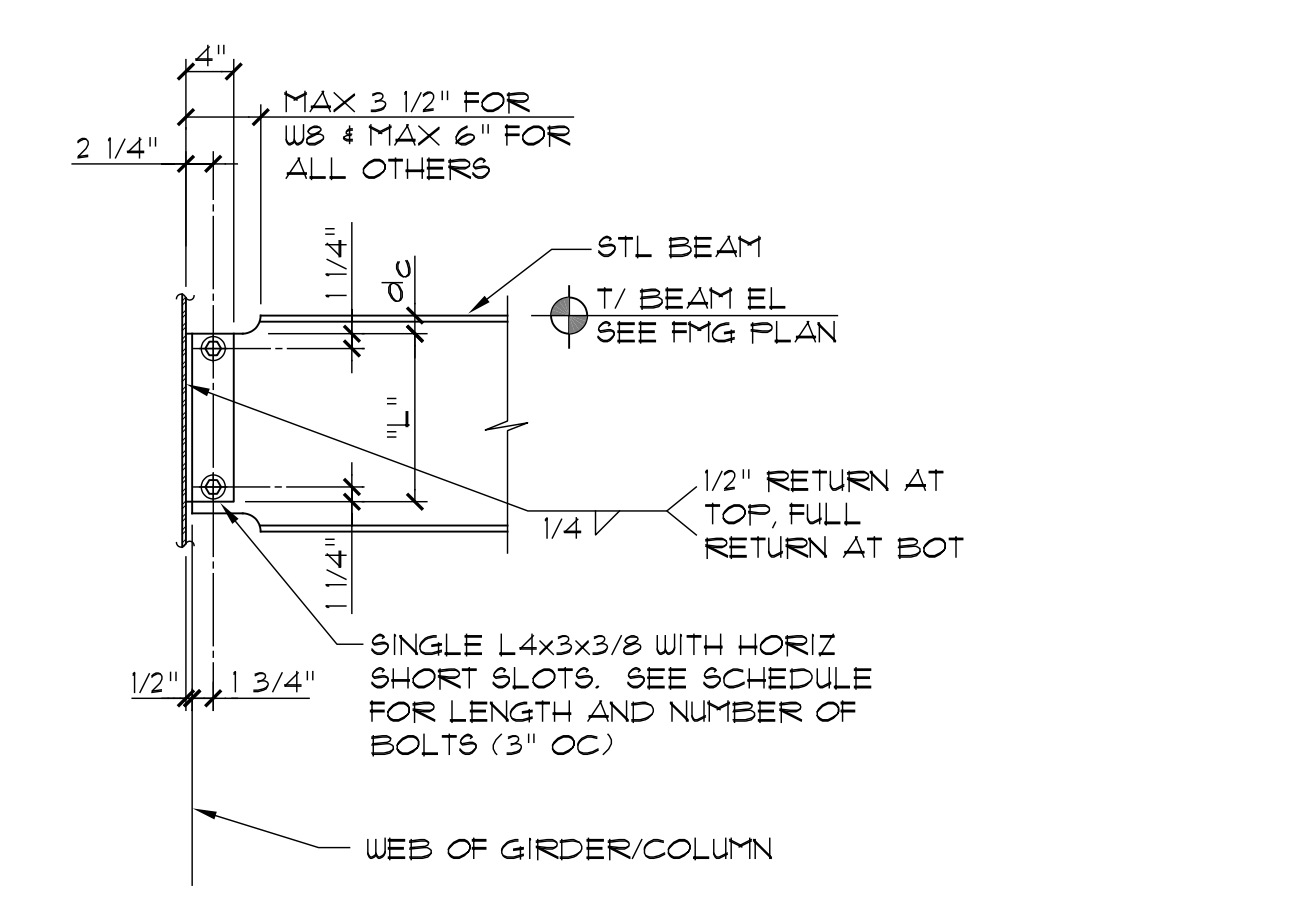 4"
MAX 3 1/2" FOR
W8 & MAX 6" FOR
ALL OTHERS
2 1/4"
1 1/4"
dc
STL BEAM
T/ BEAM EL
SEE FMG PLAN
"L"
1/2" RETURN AT
TOP, FULL
RETURN AT BOT
1/4
1 1/4"
SINGLE L4x3x3/8 WITH HORIZ
SHORT SLOTS. SEE SCHEDULE
FOR LENGTH AND NUMBER OF
BOLTS (3" OC)
1/2"
1 3/4"
WEB OF GIRDER/COLUMN